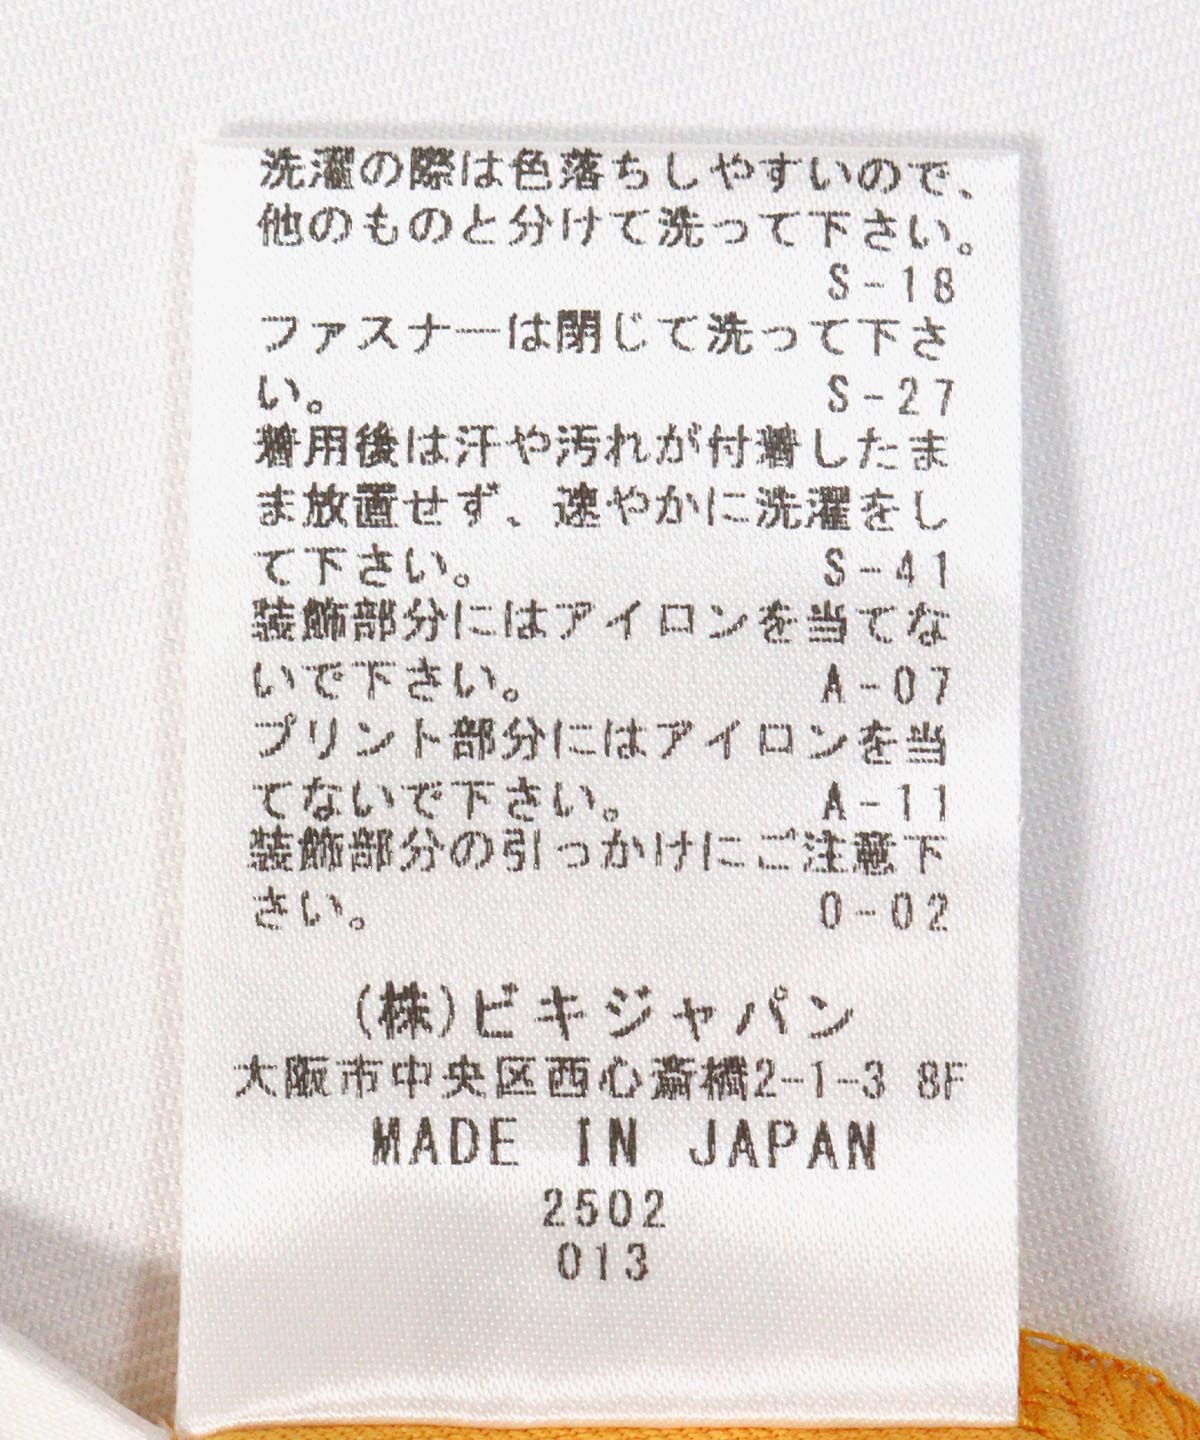 洗濯の際は色落ちしやすいので、
他のものと分けて洗って下さい。
S-18
ファスナーは閉じて洗って下さ
い。 S-27
着用後は汗や汚れが付着したま
ま放置せず、速やかに洗濯をし
て下さい。 S-41
装飾部分にはアイロンを当てな
いで下さい。 A-07
プリント部分にはアイロンを当
てないで下さい。 A-11
装飾部分の引っかけにご注意下
さい。 0-02
(株)ビキジャパン
大阪市中央区西心斎橋2-1-3 8F
MADE IN JAPAN
2502
013